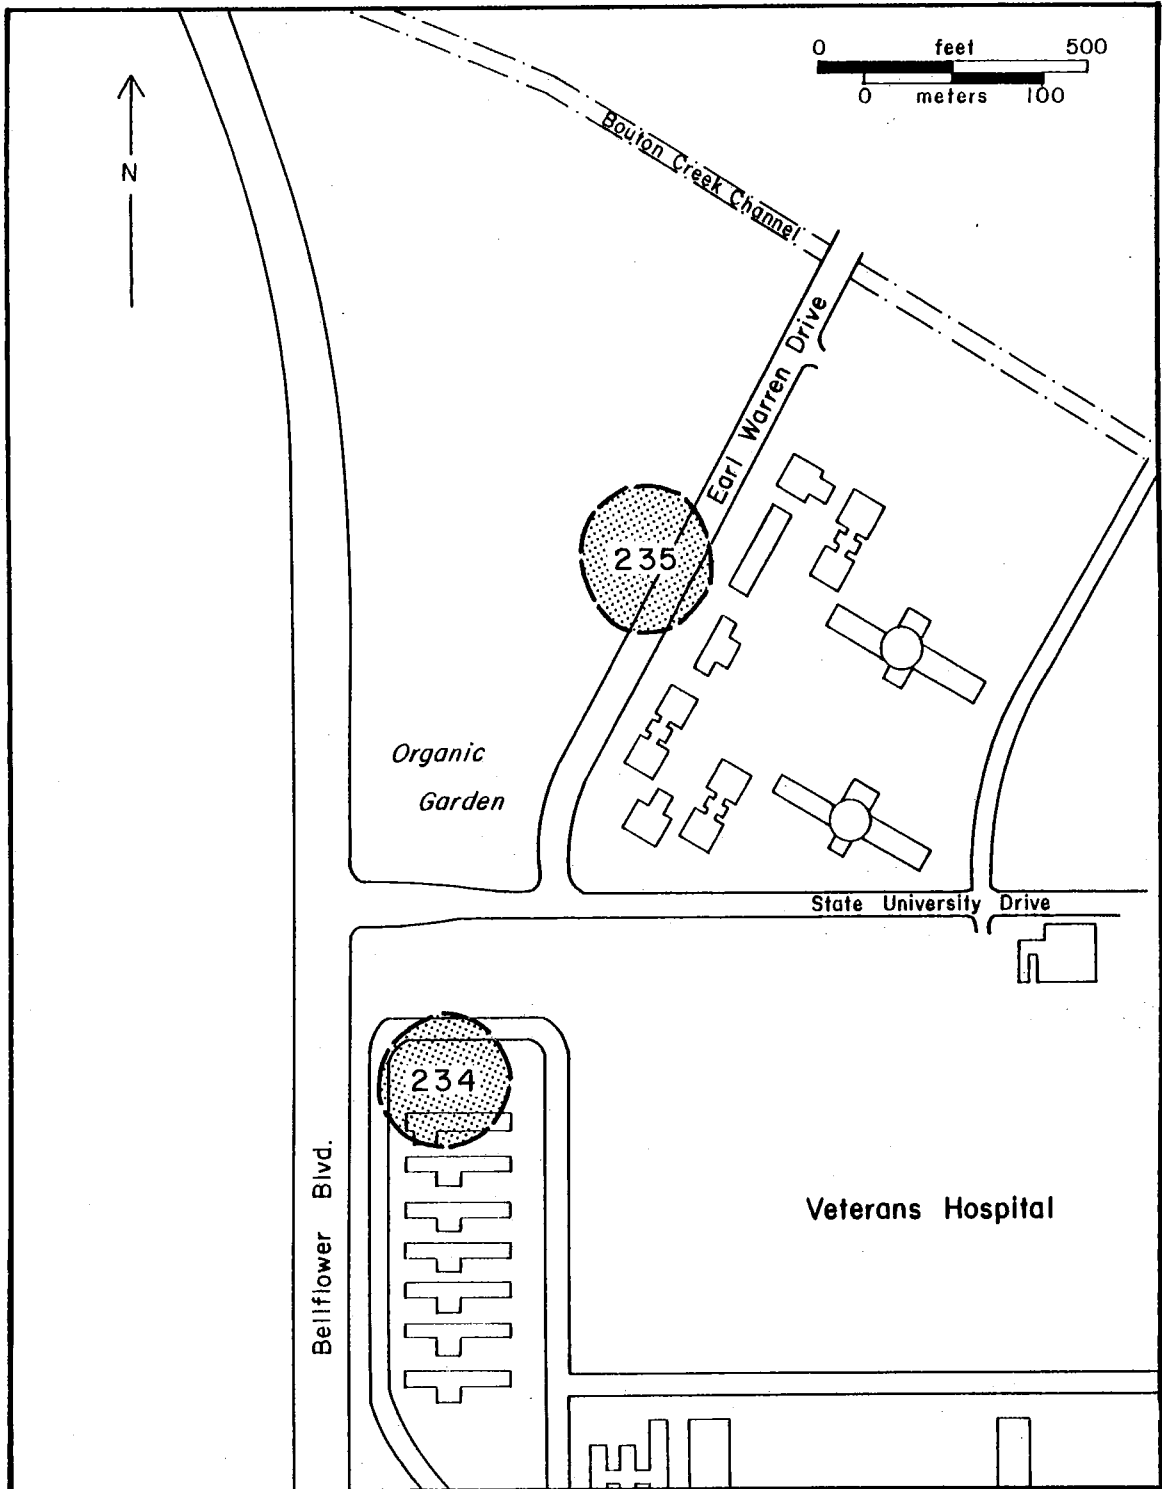 0 feet 500
0 meters 100
N
Bouton Creek Channel
Earl Warren Drive
235
Organic
Garden
State University Drive
234
Bellflower Blvd.
Veterans Hospital